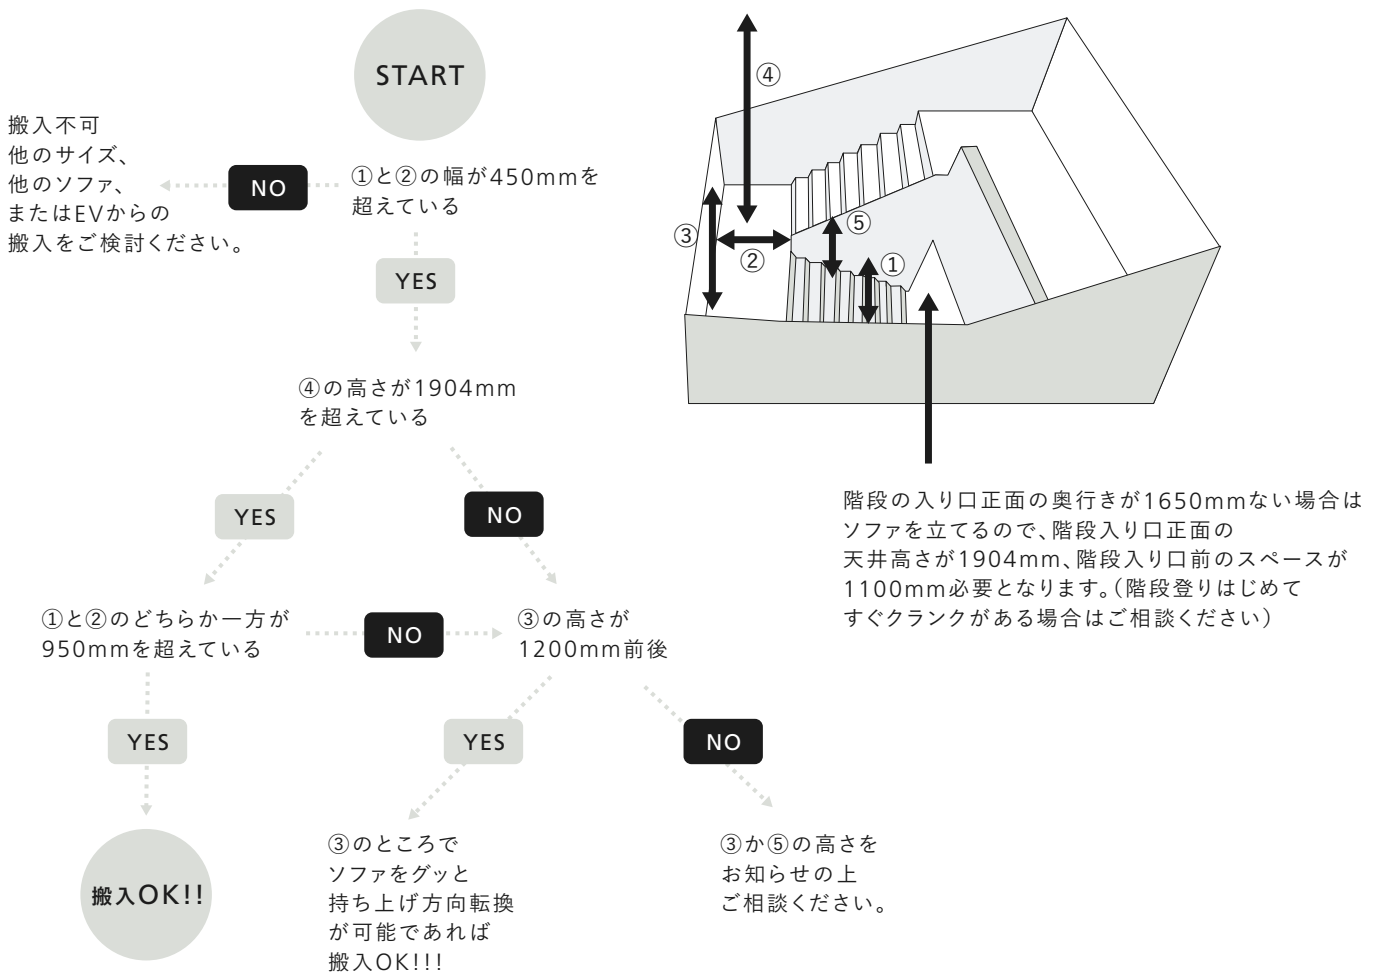 START
搬入不可
他のサイズ、
他のソファ、
またはEVからの
搬入をご検討ください。
NO
①と②の幅が450mmを
超えている
YES
④の高さが1904mm
を超えている
YES
NO
①と②のどちらか一方が
950mmを超えている
NO
③の高さが
1200mm前後
YES
YES
NO
搬入OK!!
③のところで
ソファをグッと
持ち上げ方向転換
が可能であれば
搬入OK!!!
③か⑤の高さを
お知らせの上
ご相談ください。
④
③
②
⑤
①
階段の入り口正面の奥行きが1650mmない場合は
ソファを立てるので、階段入り口正面の
天井高さが1904mm、階段入り口前のスペースが
1100mm必要となります。(階段登りはじめて
すぐクランクがある場合はご相談ください)